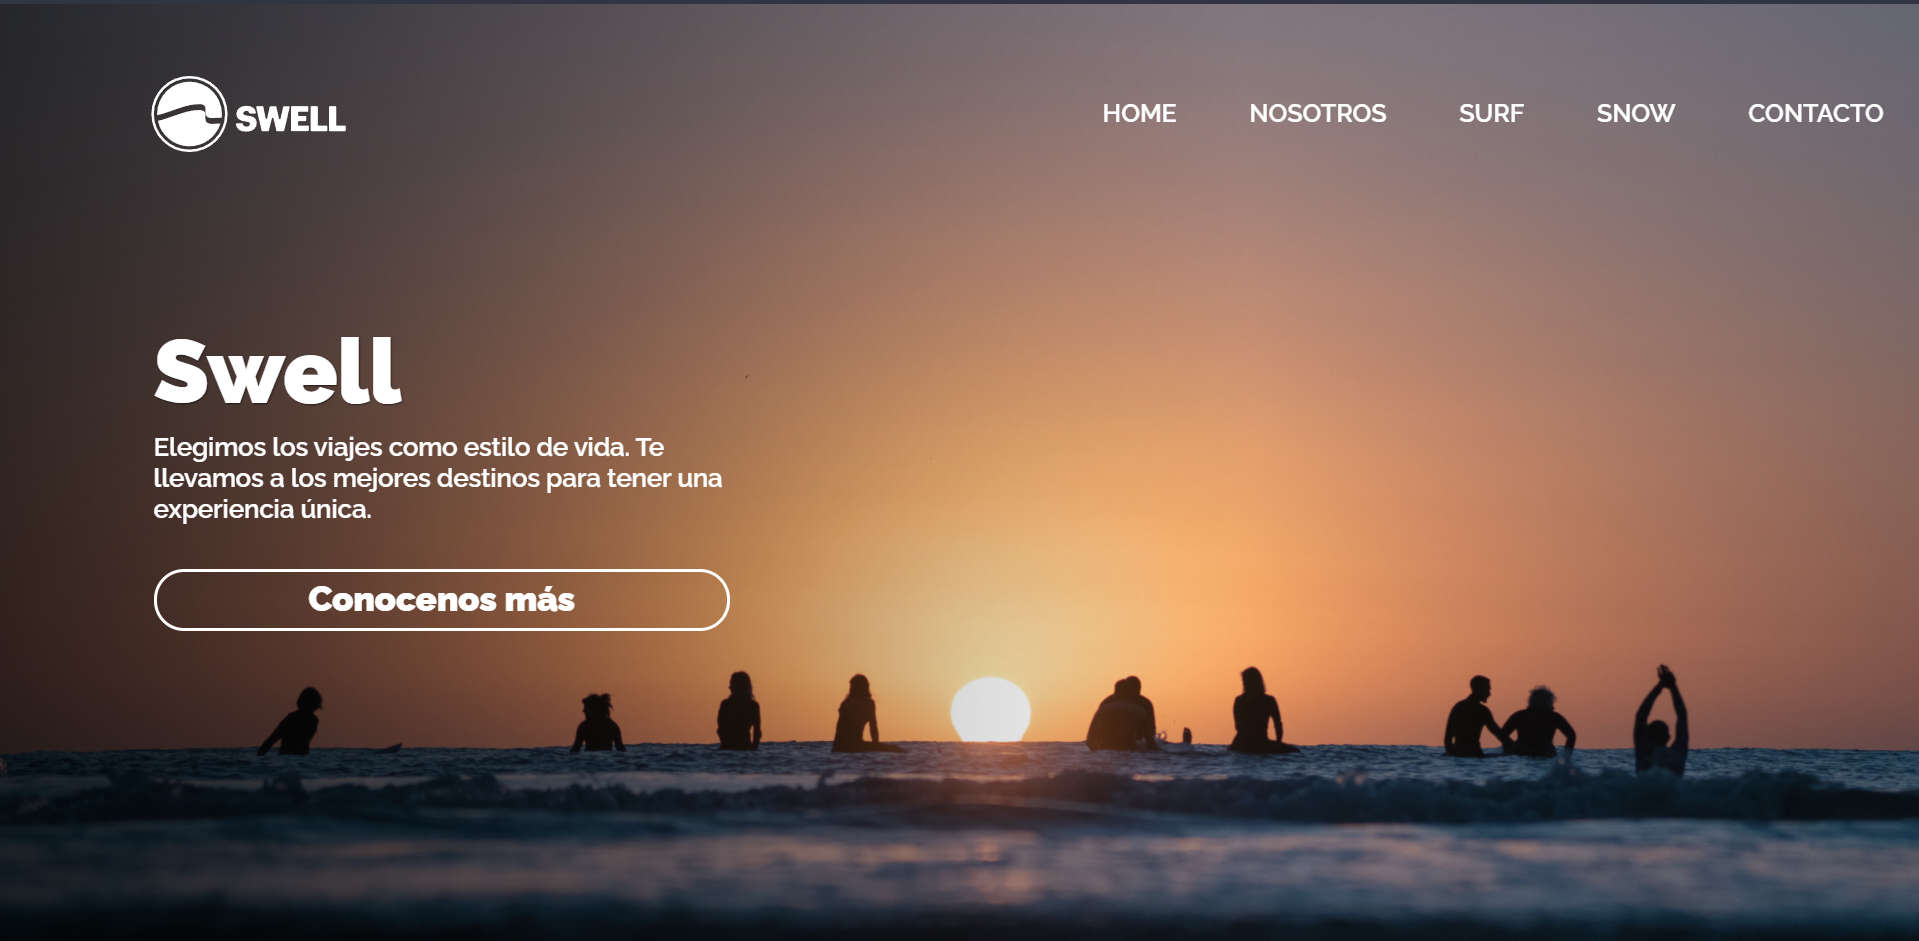 SWELL
HOME NOSOTROS SURF SNOW CONTACTO
Swell
Elegimos los viajes como estilo de vida. Te
llevamos a los mejores destinos para tener una
experiencia única.
Conocenos más